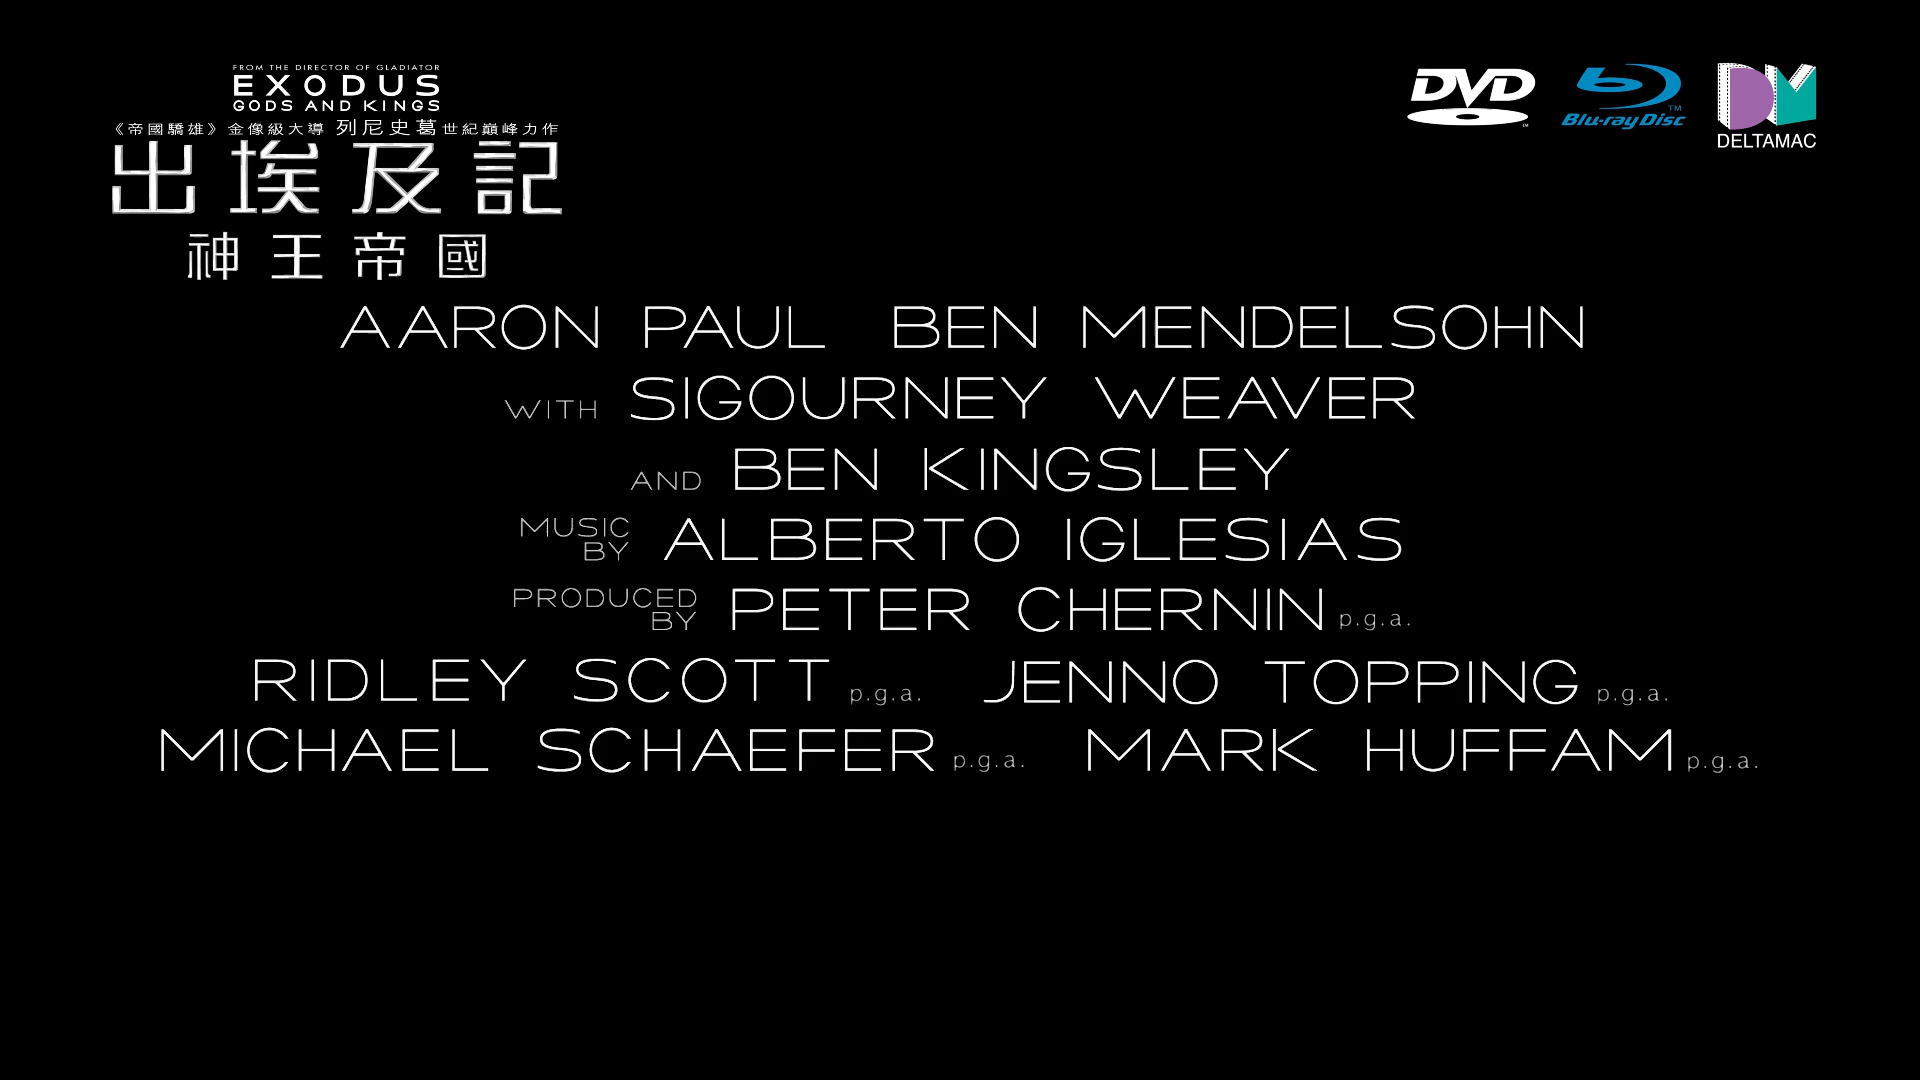 FROM THE DIRECTOR OF GLADIATOR
EXODUS
GODS AND KINGS
《帝國驕雄》金像級大導 列尼史葛世紀巔峰力作
出埃及記
神王帝國
DVD
Blu-ray Disc TM
DM
DELTAMAC
AARON PAUL BEN MENDELSOHN
WITH SIGOURNEY WEAVER
AND BEN KINGSLEY
MUSIC BY ALBERTO IGLESIAS
PRODUCED BY PETER CHERNIN p.g.a.
RIDLEY SCOTT p.g.a. JENNO TOPPING p.g.a.
MICHAEL SCHAEFER p.g.a. MARK HUFFAM p.g.a.